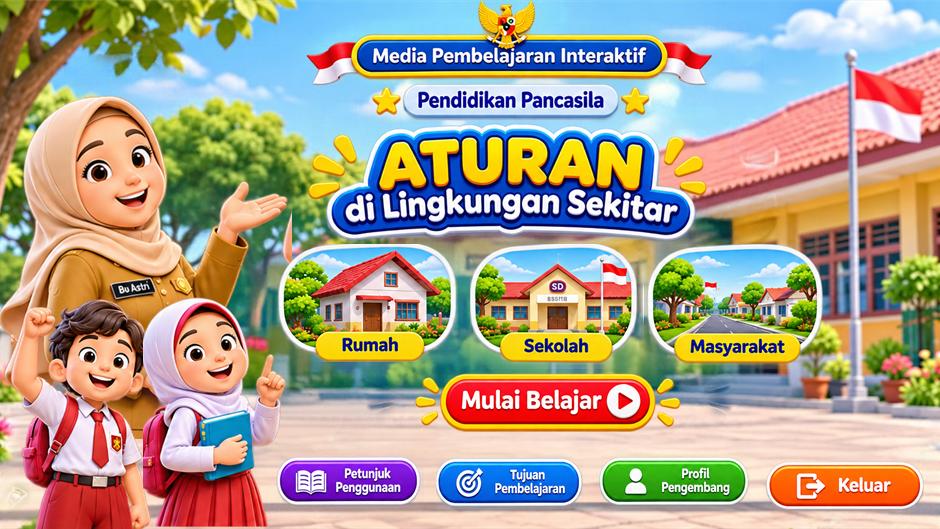 Media Pembelajaran Interaktif
Pendidikan Pancasila
ATURAN
di Lingkungan Sekitar
Bu Astri
SD
Rumah
Sekolah
Masyarakat
Mulai Belajar
Petunjuk
Penggunaan
Tujuan
Pembelajaran
Profil
Pengembang
Keluar